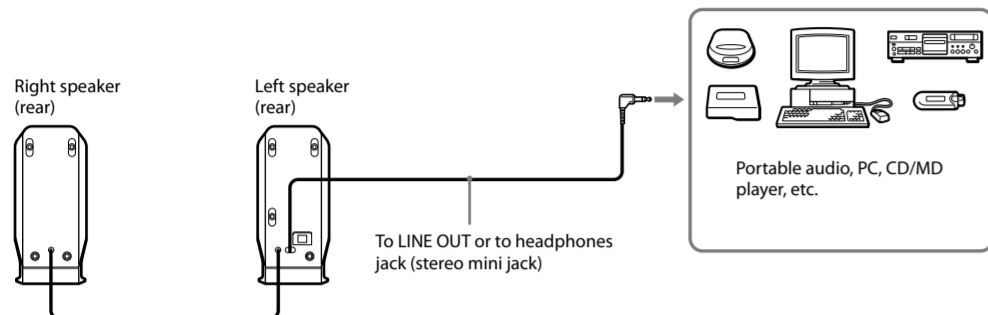 Right speaker
(rear)
Left speaker
(rear)
To LINE OUT or to headphones
jack (stereo mini jack)
Portable audio, PC, CD/MD
player, etc.